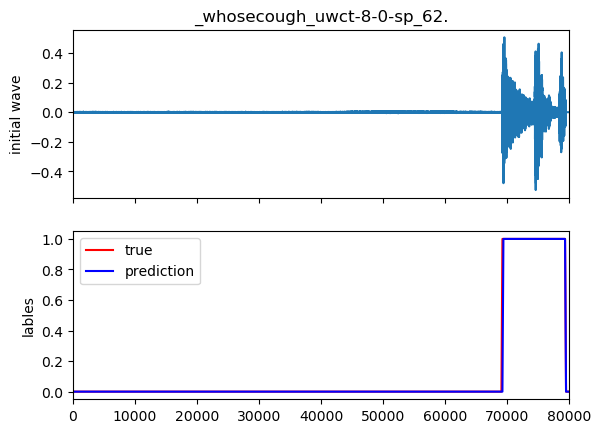 _whosecough_uwct-8-0-sp_62.
initial wave
0.4
0.2
0.0
−0.2
−0.4
lables
1.0
0.8
0.6
0.4
0.2
0.0
true
prediction
0 10000 20000 30000 40000 50000 60000 70000 80000